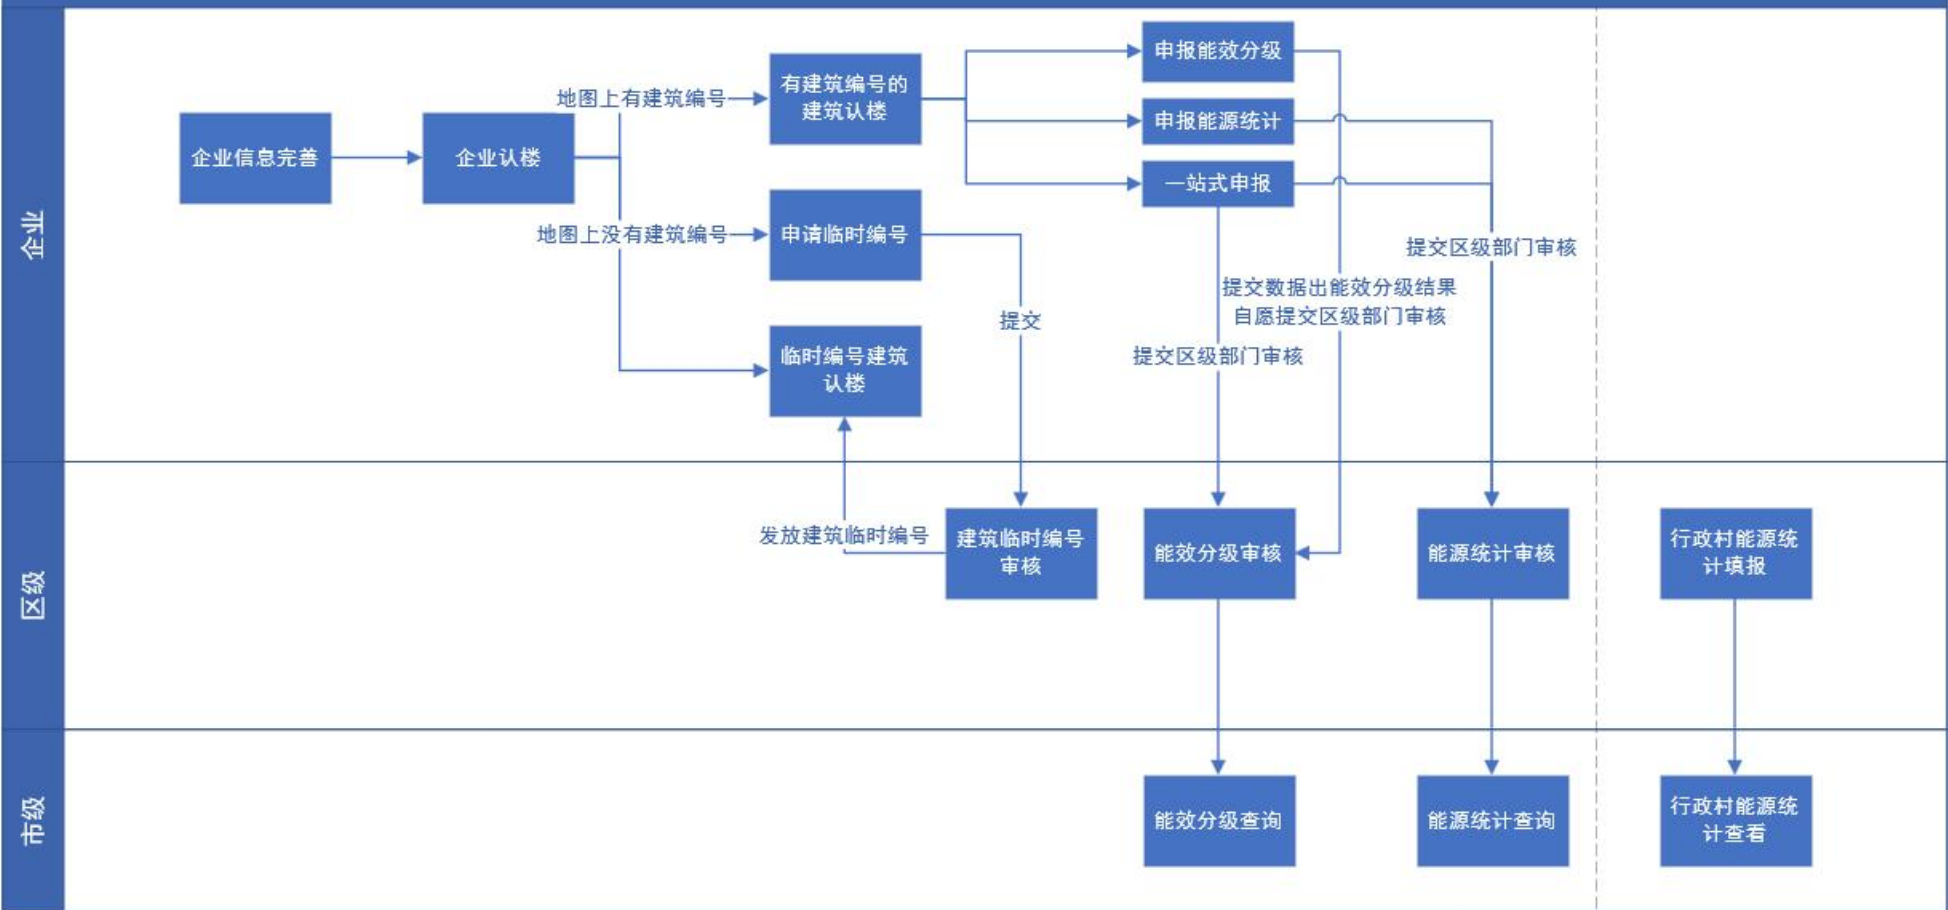 企业
企业信息完善
企业认楼
地图上有建筑编号
有建筑编号的
建筑认楼
申报能效分级
申报能源统计
一站式申报
地图上没有建筑编号
申请临时编号
提交
临时编号建筑
认楼
提交区级部门审核
提交数据出能效分级结果
自愿提交区级部门审核
提交区级部门审核
区级
发放建筑临时编号
建筑临时编号
审核
能效分级审核
能源统计审核
行政村能源统
计填报
市级
能效分级查询
能源统计查询
行政村能源统
计查看